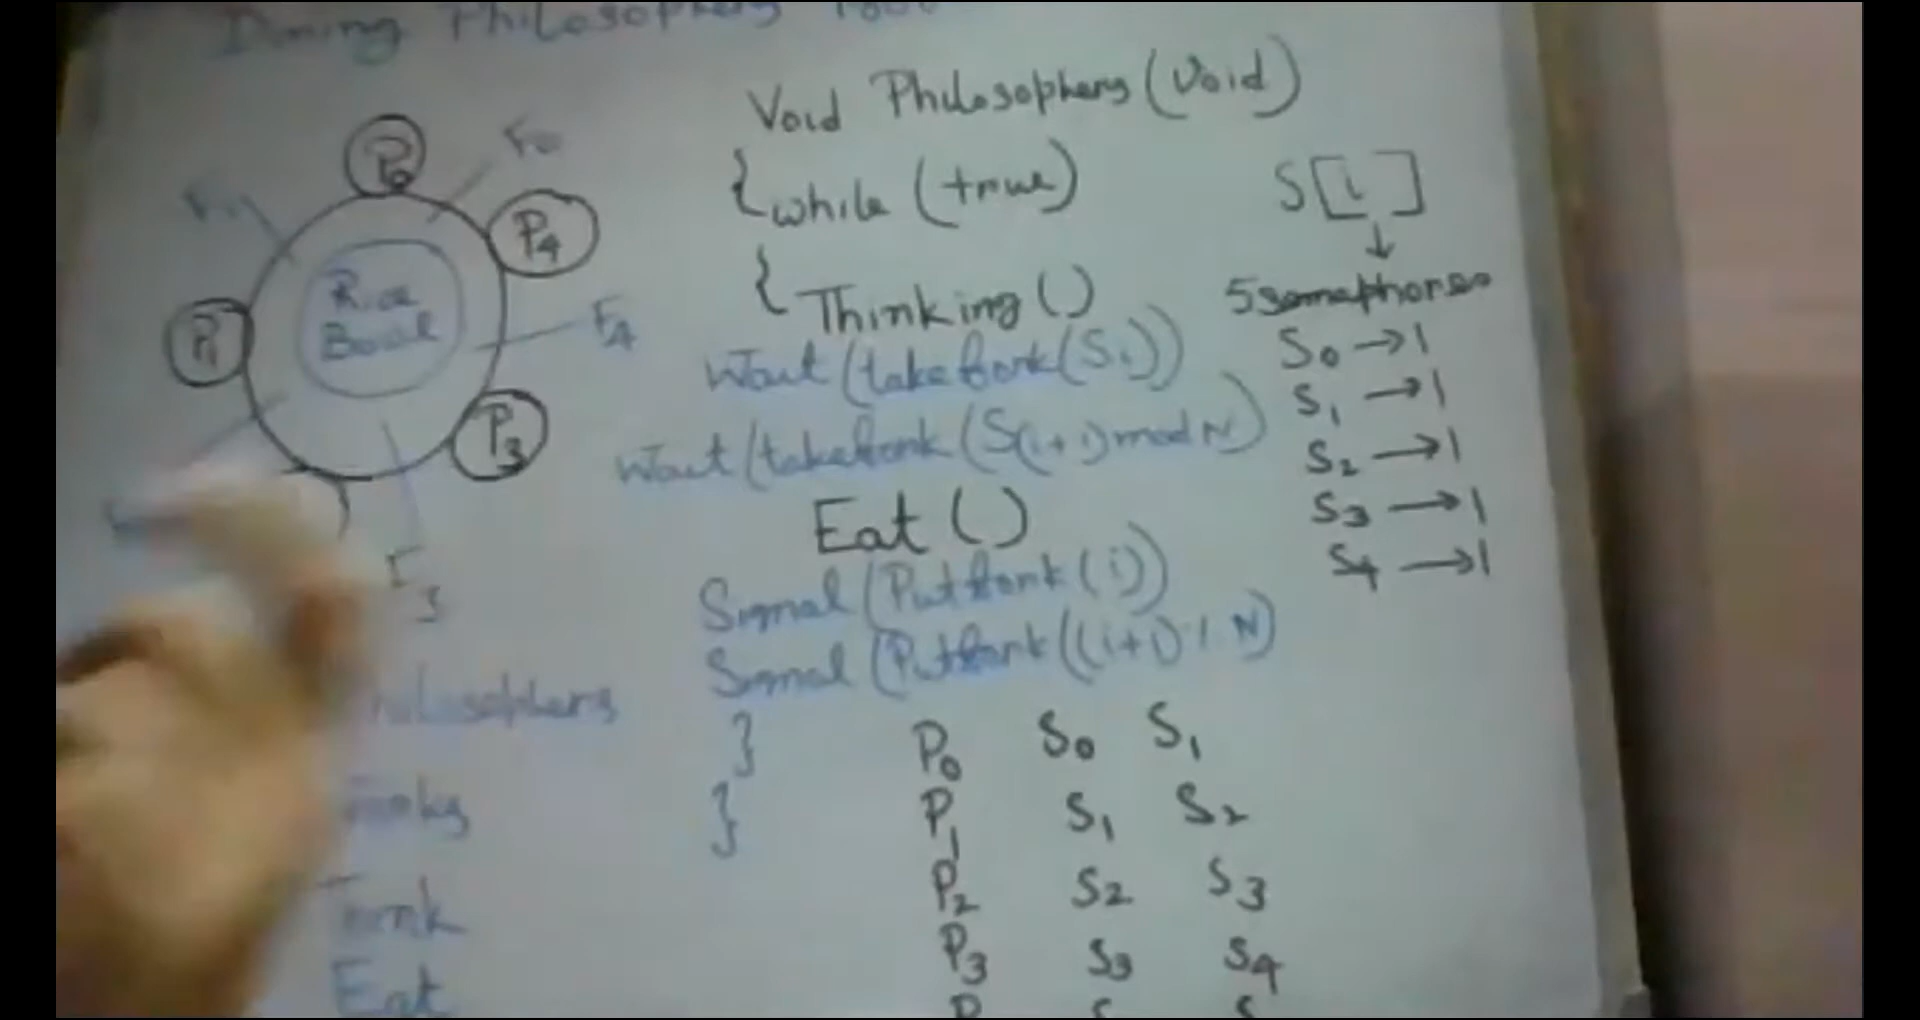 Dining Philosophers
Void Philosophers (Void)
{ while (true)
{ Thinking ()
Wait (takefork(Si))
Wait (takefork (S(i+1) mod N)
Eat ()
Signal (Putfork (i))
Signal (Putfork ((i+1) % N)
}
}
S[i ]
↓
5 semaphores
S0 → 1
S1 → 1
S2 → 1
S3 → 1
S4 → 1
P0 S0 S1
P1 S1 S2
P2 S2 S3
P3 S3 S4
P0
F0
F1
P4
Rice
Bowl
P1
F4
P3
F3
Think
Eat